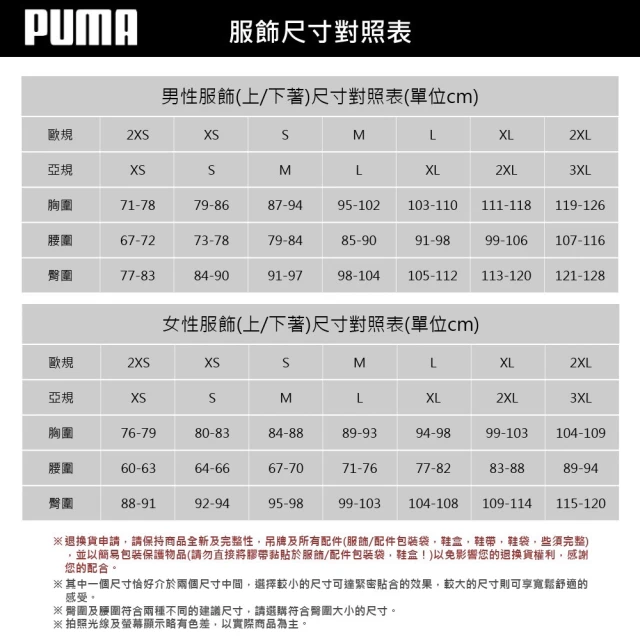 PUMA 服飾尺寸對照表
男性服飾(上/下著)尺寸對照表(單位cm)
歐規 2XS XS S M L XL 2XL
亞規 XS S M L XL 2XL 3XL
胸圍 71-78 79-86 87-94 95-102 103-110 111-118 119-126
腰圍 67-72 73-78 79-84 85-90 91-98 99-106 107-116
臀圍 77-83 84-90 91-97 98-104 105-112 113-120 121-128
女性服飾(上/下著)尺寸對照表(單位cm)
歐規 2XS XS S M L XL 2XL
亞規 XS S M L XL 2XL 3XL
胸圍 76-79 80-83 84-88 89-93 94-98 99-103 104-109
腰圍 60-63 64-66 67-70 71-76 77-82 83-88 89-94
臀圍 88-91 92-94 95-98 99-103 104-108 109-114 115-120
※退換貨申請，請保持商品全新及完整性，吊牌及所有配件(服飾/配件包裝袋，鞋盒，鞋帶，鞋袋，些須完整)
，並以簡易包裝保護物品(請勿直接將膠帶黏貼於服飾/配件包裝袋，鞋盒！)以免影響您的退換貨權利，感謝
您的配合。
※其中一個尺寸恰好介於兩個尺寸中間，選擇較小的尺寸可達緊密貼合的效果，較大的尺寸則可享寬鬆舒適的
感受。
※臀圍及腰圍符合兩種不同的建議尺寸，請選購符合臀圍大小的尺寸。
※拍照光線及螢幕顯示略有色差，以實際商品為主。